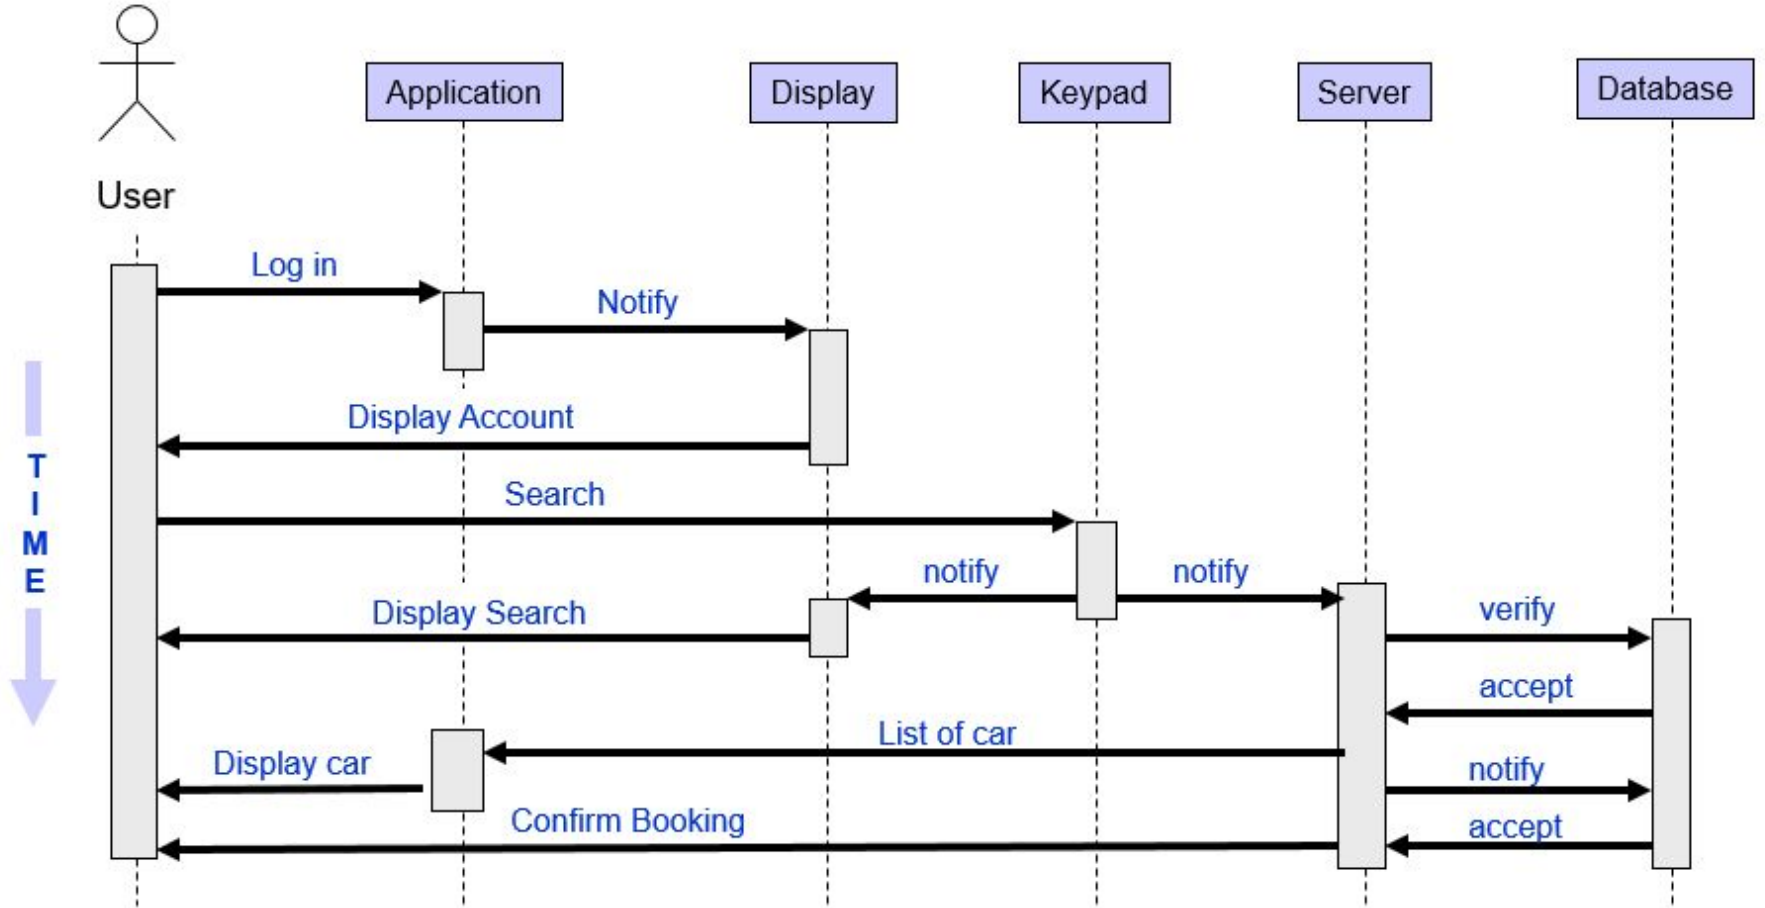 Application
Display
Keypad
Server
Database
User
Log in
Notify
Display Account
Search
notify
notify
Display Search
verify
accept
List of car
Display car
notify
Confirm Booking
accept
T
I
M
E